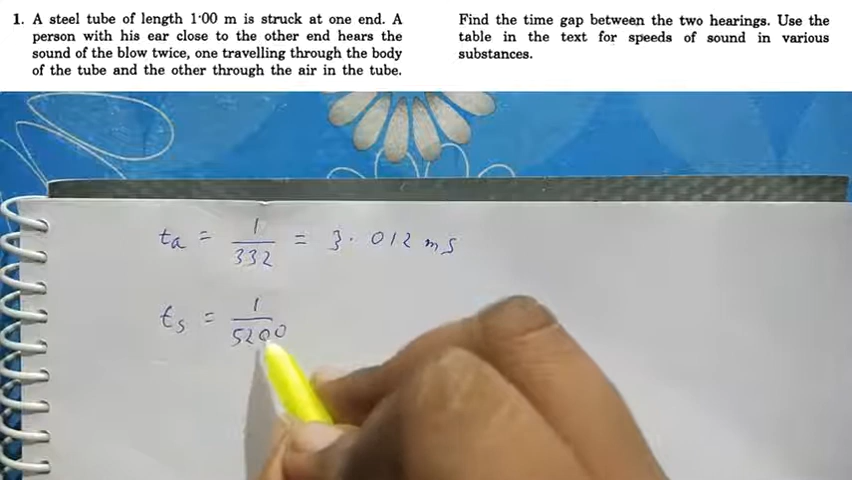 1. A steel tube of length 1·00 m is struck at one end. A
person with his ear close to the other end hears the
sound of the blow twice, one travelling through the body
of the tube and the other through the air in the tube.
Find the time gap between the two hearings. Use the
table in the text for speeds of sound in various
substances.
ta = 1/332 = 3.012 ms
ts = 1/5200